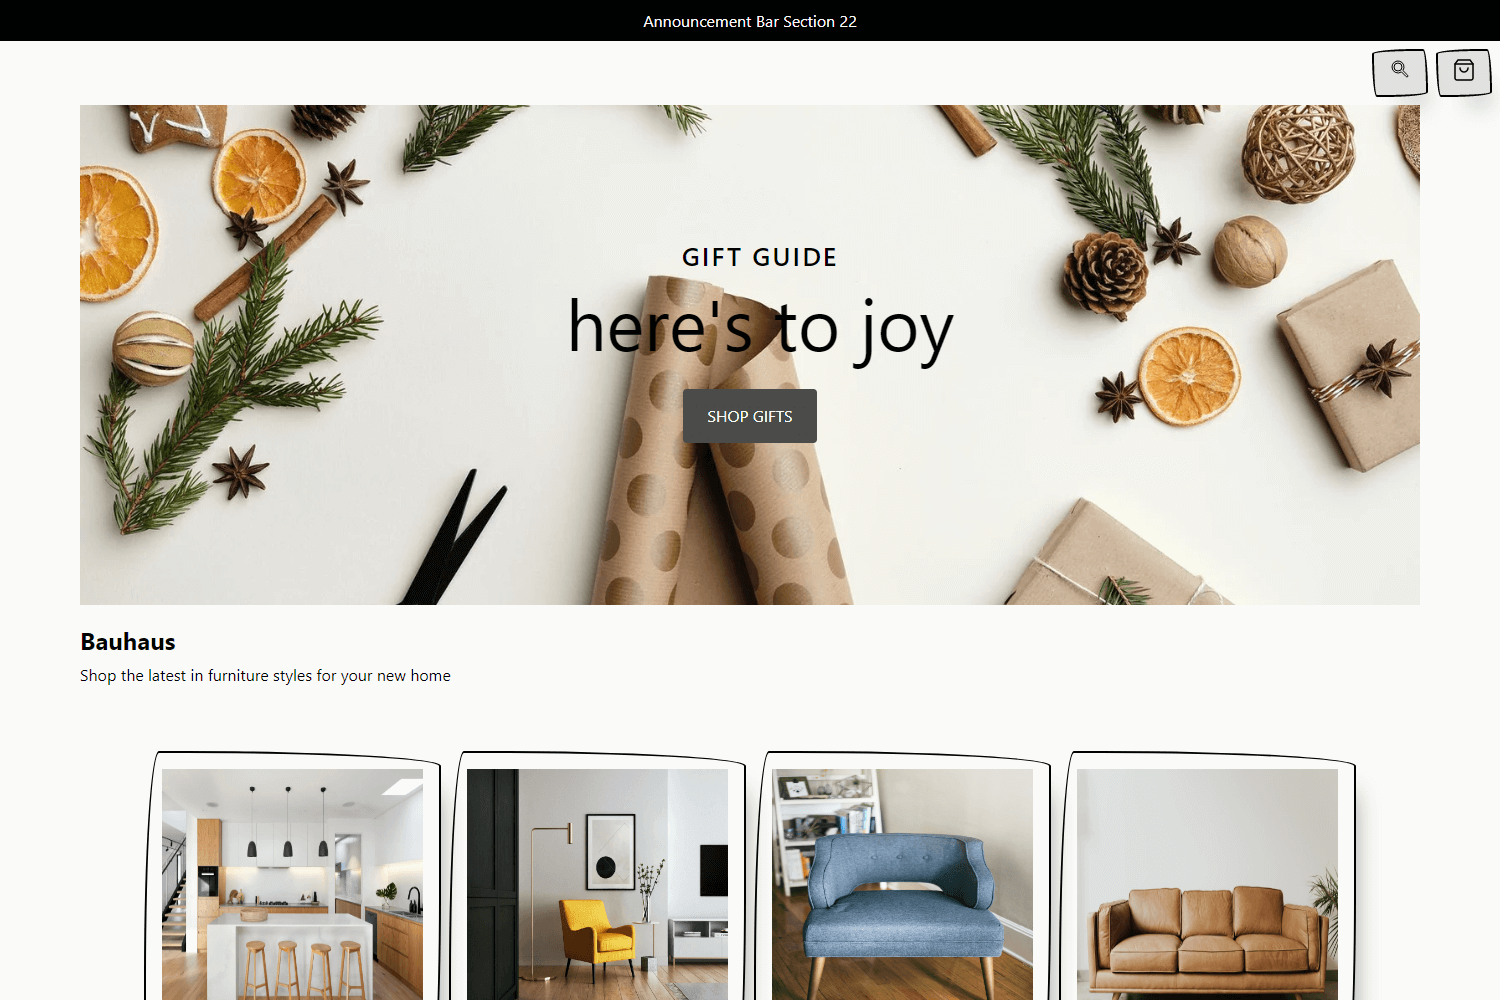 Announcement Bar Section 22
GIFT GUIDE
here's to joy
SHOP GIFTS
Bauhaus
Shop the latest in furniture styles for your new home